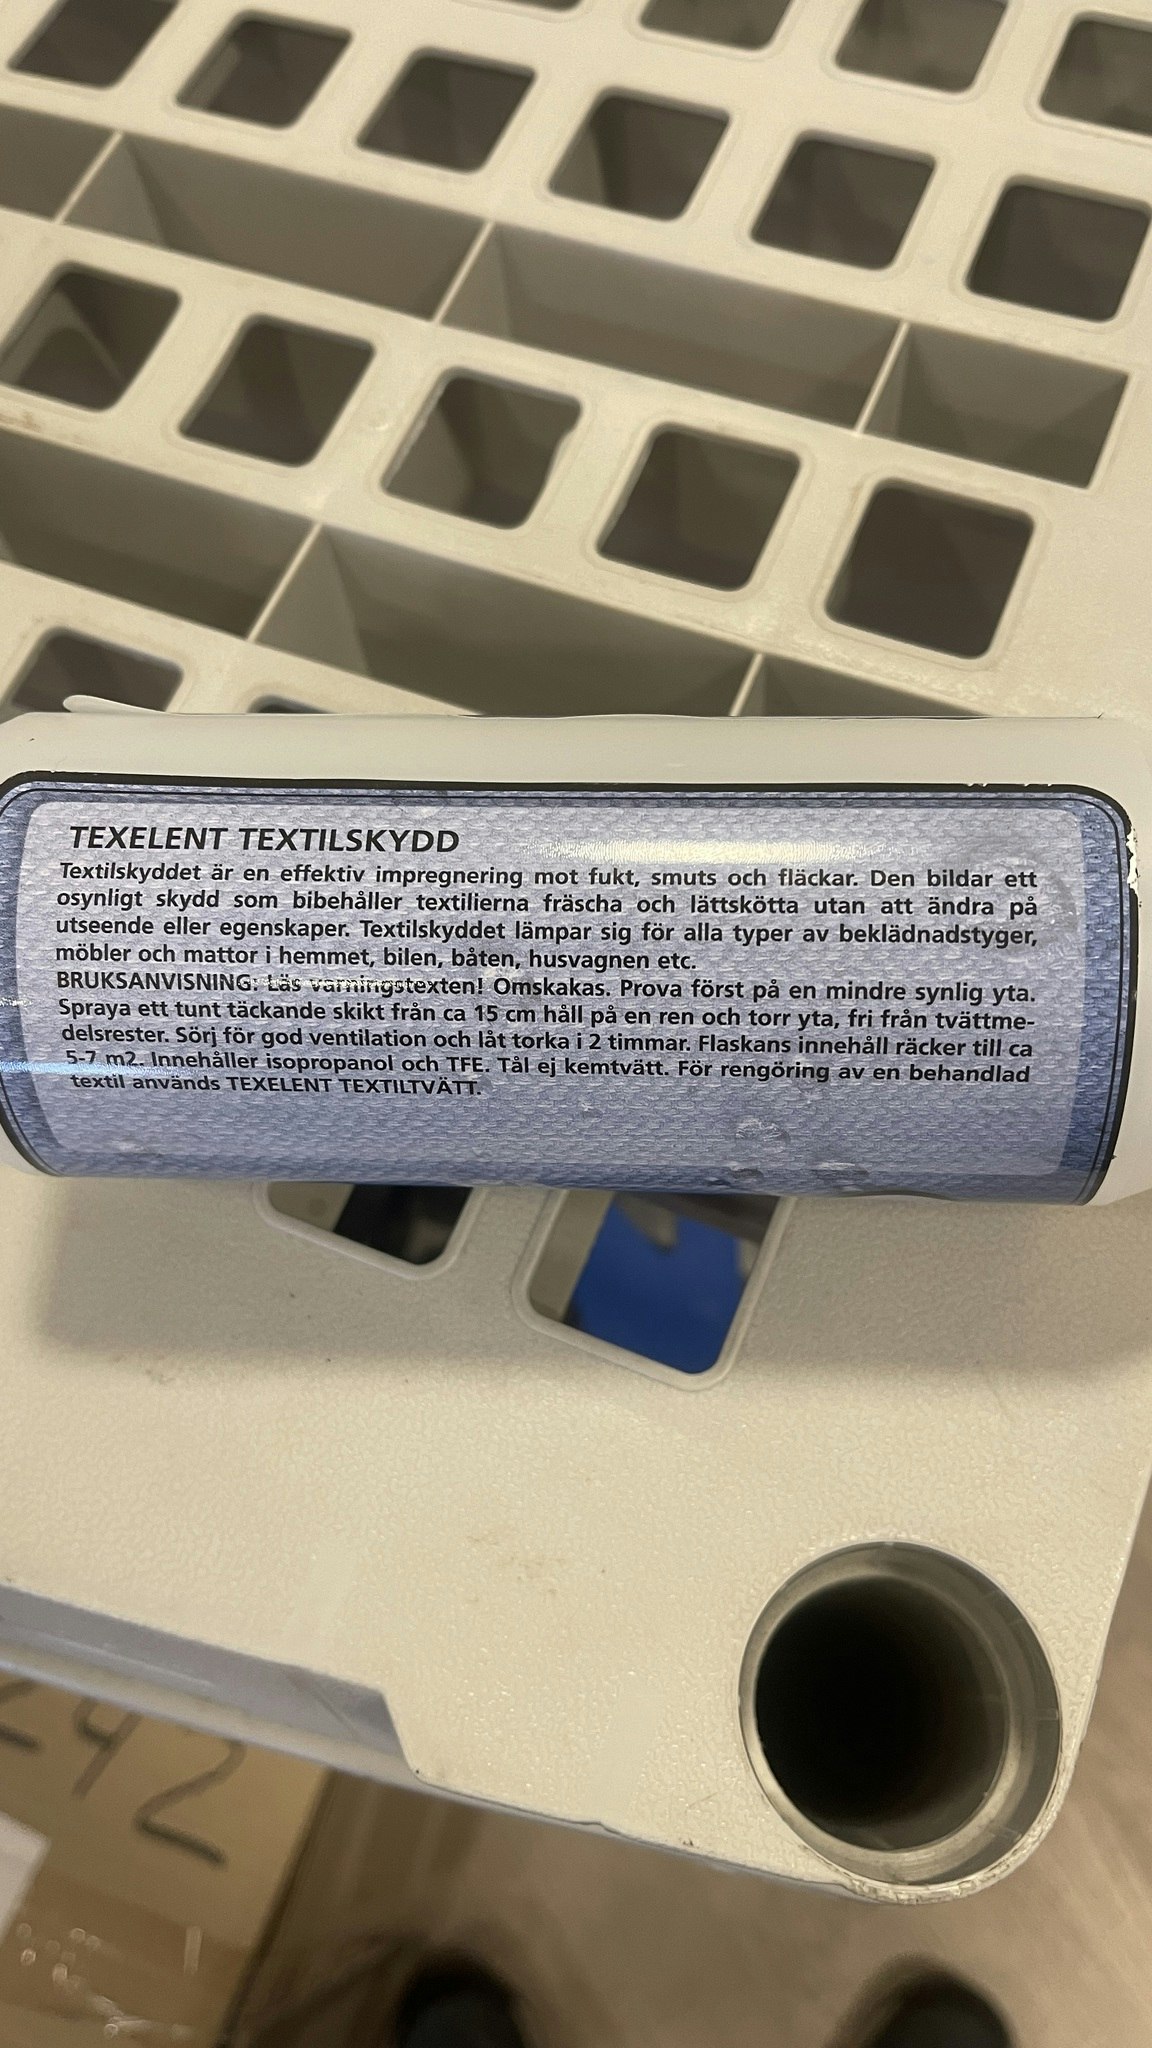 TEXELENT TEXTILSKYDD
Textilskyddet är en effektiv impregnering mot fukt, smuts och fläckar. Den bildar ett
osynligt skydd som bibehåller textilierna fräscha och lättskötta utan att ändra på
utseende eller egenskaper. Textilskyddet lämpar sig för alla typer av beklädnadstyger,
möbler och mattor i hemmet, bilen, båten, husvagnen etc.
BRUKSANVISNING: Läs varningstexten! Omskakas. Prova först på en mindre synlig yta.
Spraya ett tunt täckande skikt från ca 15 cm håll på en ren och torr yta, fri från tvättme-
delsrester. Sörj för god ventilation och låt torka i 2 timmar. Flaskans innehåll räcker till ca
5-7 m2. Innehåller isopropanol och TFE. Tål ej kemtvätt. För rengöring av en behandlad
textil används TEXELENT TEXTILTVÄTT.
42